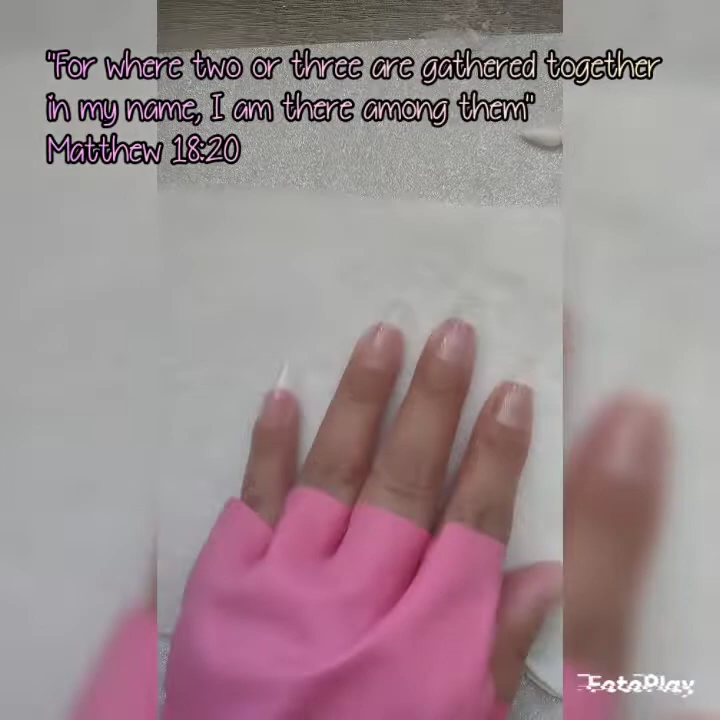 "For where two or three are gathered together
in my name, I am there among them"
Matthew 18:20
FotoPlay